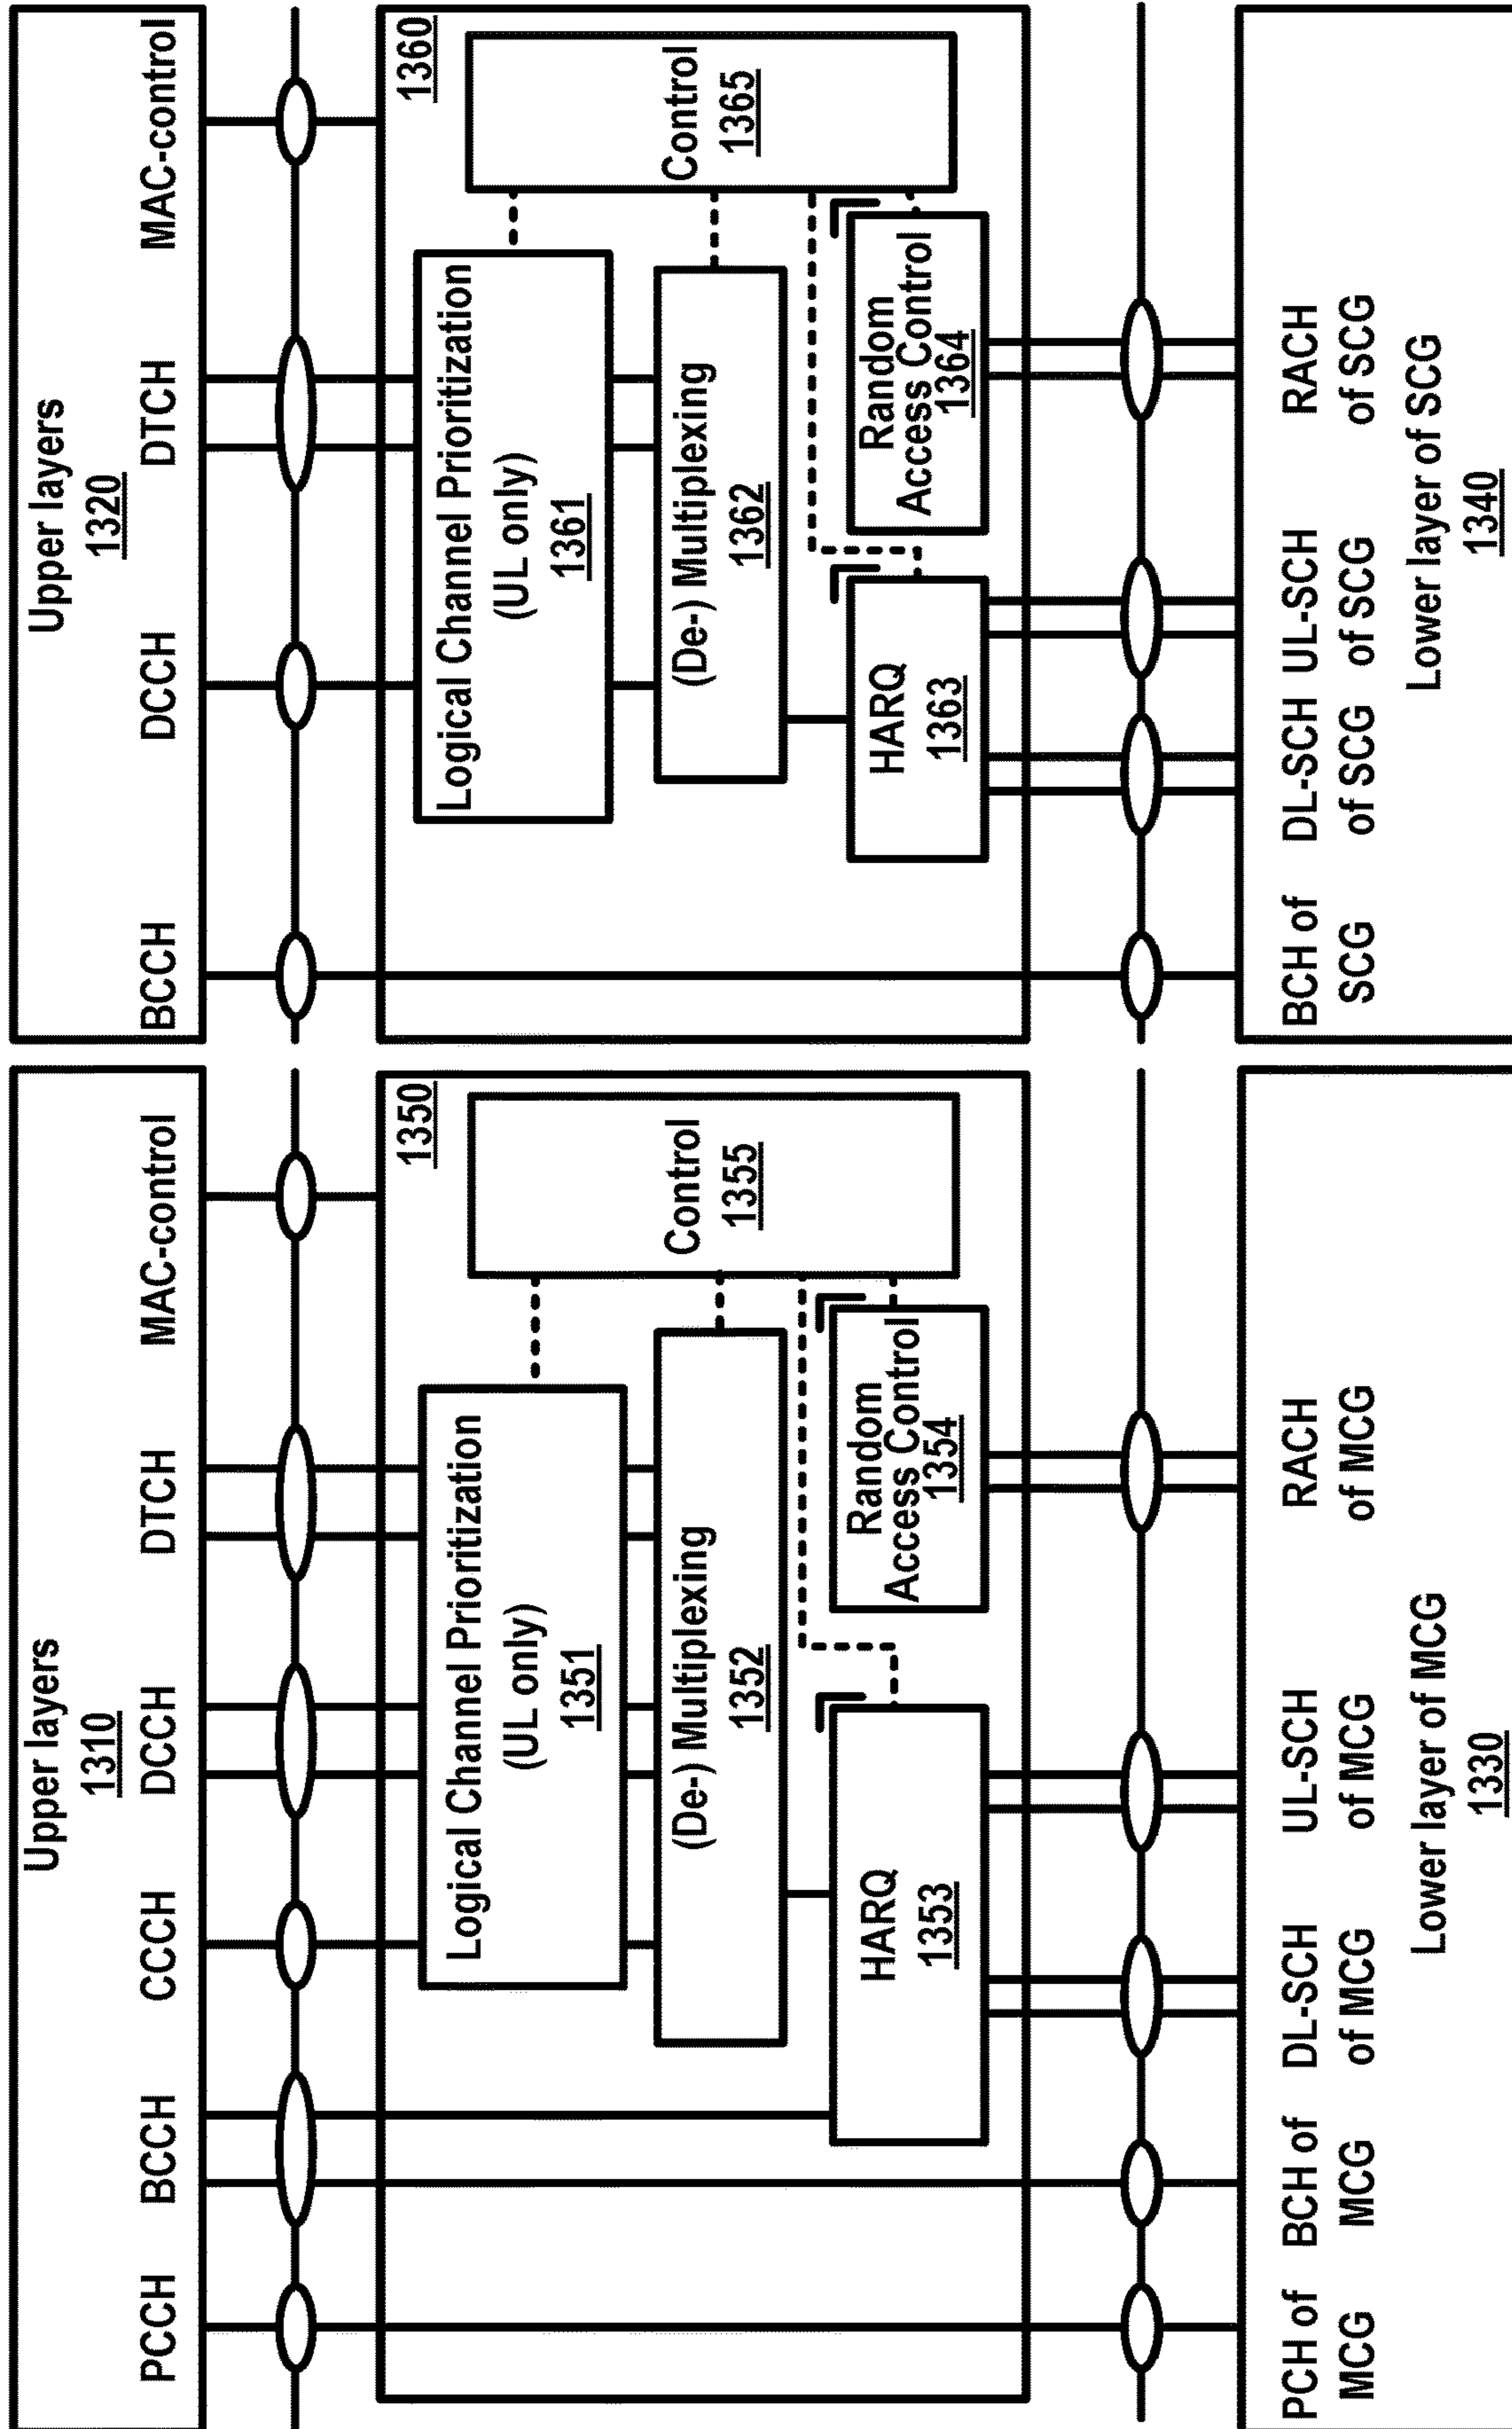 Upper layers
1310
PCCH
BCCH
CCCH
DCCH
DTCH
MAC-control
1350
Logical Channel Prioritization
(UL only)
1351
Control
1355
(De-) Multiplexing
1352
HARQ
1353
Random
Access Control
1354
PCH of
MCG
BCH of
MCG
DL-SCH
of MCG
UL-SCH
of MCG
RACH
of MCG
Lower layer of MCG
1330
Upper layers
1320
BCCH
DCCH
DTCH
MAC-control
1360
Logical Channel Prioritization
(UL only)
1361
Control
1365
(De-) Multiplexing
1362
HARQ
1363
Random
Access Control
1364
BCH of
SCG
DL-SCH
of SCG
UL-SCH
of SCG
RACH
of SCG
Lower layer of SCG
1340